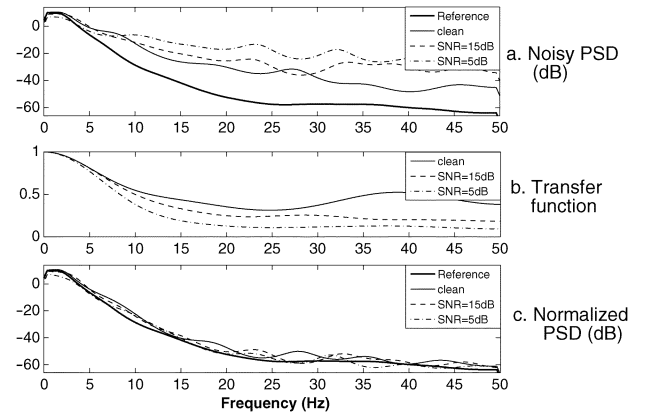 0
−20
−40
−60
0 5 10 15 20 25 30 35 40 45 50
Reference
clean
SNR=15dB
SNR=5dB
a. Noisy PSD
(dB)
1
0.5
0
0 5 10 15 20 25 30 35 40 45 50
clean
SNR=15dB
SNR=5dB
b. Transfer
function
0
−20
−40
−60
0 5 10 15 20 25 30 35 40 45 50
Reference
clean
SNR=15dB
SNR=5dB
c. Normalized
PSD (dB)
Frequency (Hz)